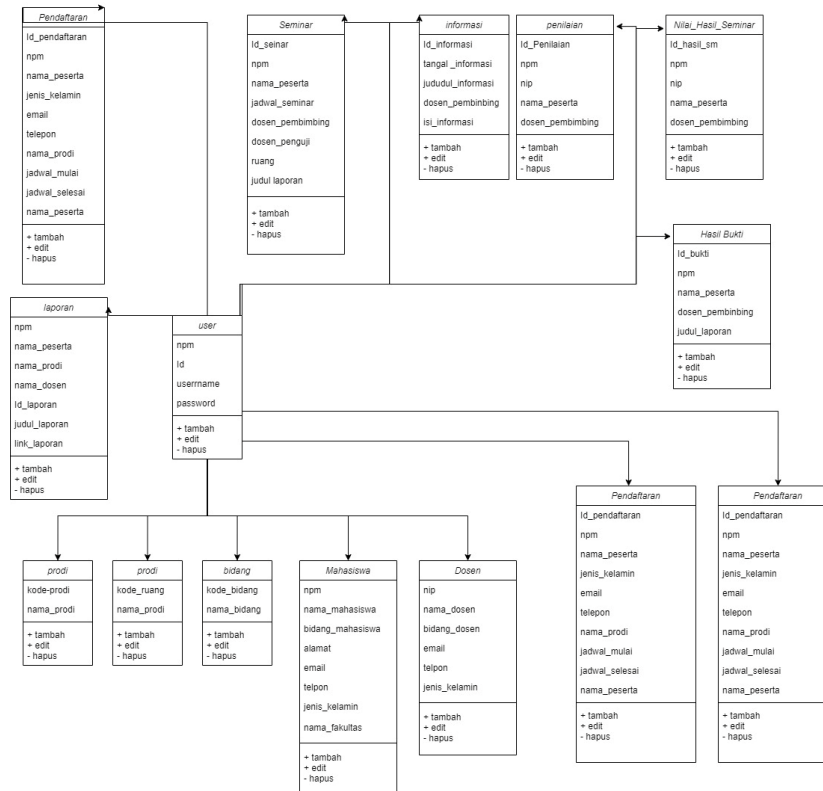 Pendaftaran
Id_pendaftaran
npm
nama_peserta
jenis_kelamin
email
telepon
nama_prodi
jadwal_mulai
jadwal_selesai
nama_peserta
+ tambah
+ edit
- hapus
Seminar
Id_seinar
npm
nama_peserta
jadwal_seminar
dosen_pembimbing
dosen_penguji
ruang
judul laporan
+ tambah
+ edit
- hapus
informasi
Id_informasi
tangal _informasi
jududul_informasi
dosen_pembinbing
isi_informasi
+ tambah
+ edit
- hapus
penilaian
Id_Penilaian
npm
nip
nama_peserta
dosen_pembimbing
+ tambah
+ edit
- hapus
Nilai_Hasil_Seminar
Id_hasil_sm
npm
nip
nama_peserta
dosen_pembimbing
+ tambah
+ edit
- hapus
Hasil Bukti
Id_bukti
npm
nama_peserta
dosen_pembinbing
judul_laporan
+ tambah
+ edit
- hapus
laporan
npm
nama_peserta
nama_prodi
nama_dosen
Id_laporan
judul_laporan
link_laporan
+ tambah
+ edit
- hapus
user
npm
Id
userrname
password
+ tambah
+ edit
- hapus
prodi
kode-prodi
nama_prodi
+ tambah
+ edit
- hapus
prodi
kode_ruang
nama_prodi
+ tambah
+ edit
- hapus
bidang
kode_bidang
nama_bidang
+ tambah
+ edit
- hapus
Mahasiswa
npm
nama_mahasiswa
bidang_mahasiswa
alamat
email
telpon
jenis_kelamin
nama_fakultas
+ tambah
+ edit
- hapus
Dosen
nip
nama_dosen
bidang_dosen
email
telpon
jenis_kelamin
+ tambah
+ edit
- hapus
Pendaftaran
Id_pendaftaran
npm
nama_peserta
jenis_kelamin
email
telepon
nama_prodi
jadwal_mulai
jadwal_selesai
nama_peserta
+ tambah
+ edit
- hapus
Pendaftaran
Id_pendaftaran
npm
nama_peserta
jenis_kelamin
email
telepon
nama_prodi
jadwal_mulai
jadwal_selesai
nama_peserta
+ tambah
+ edit
- hapus